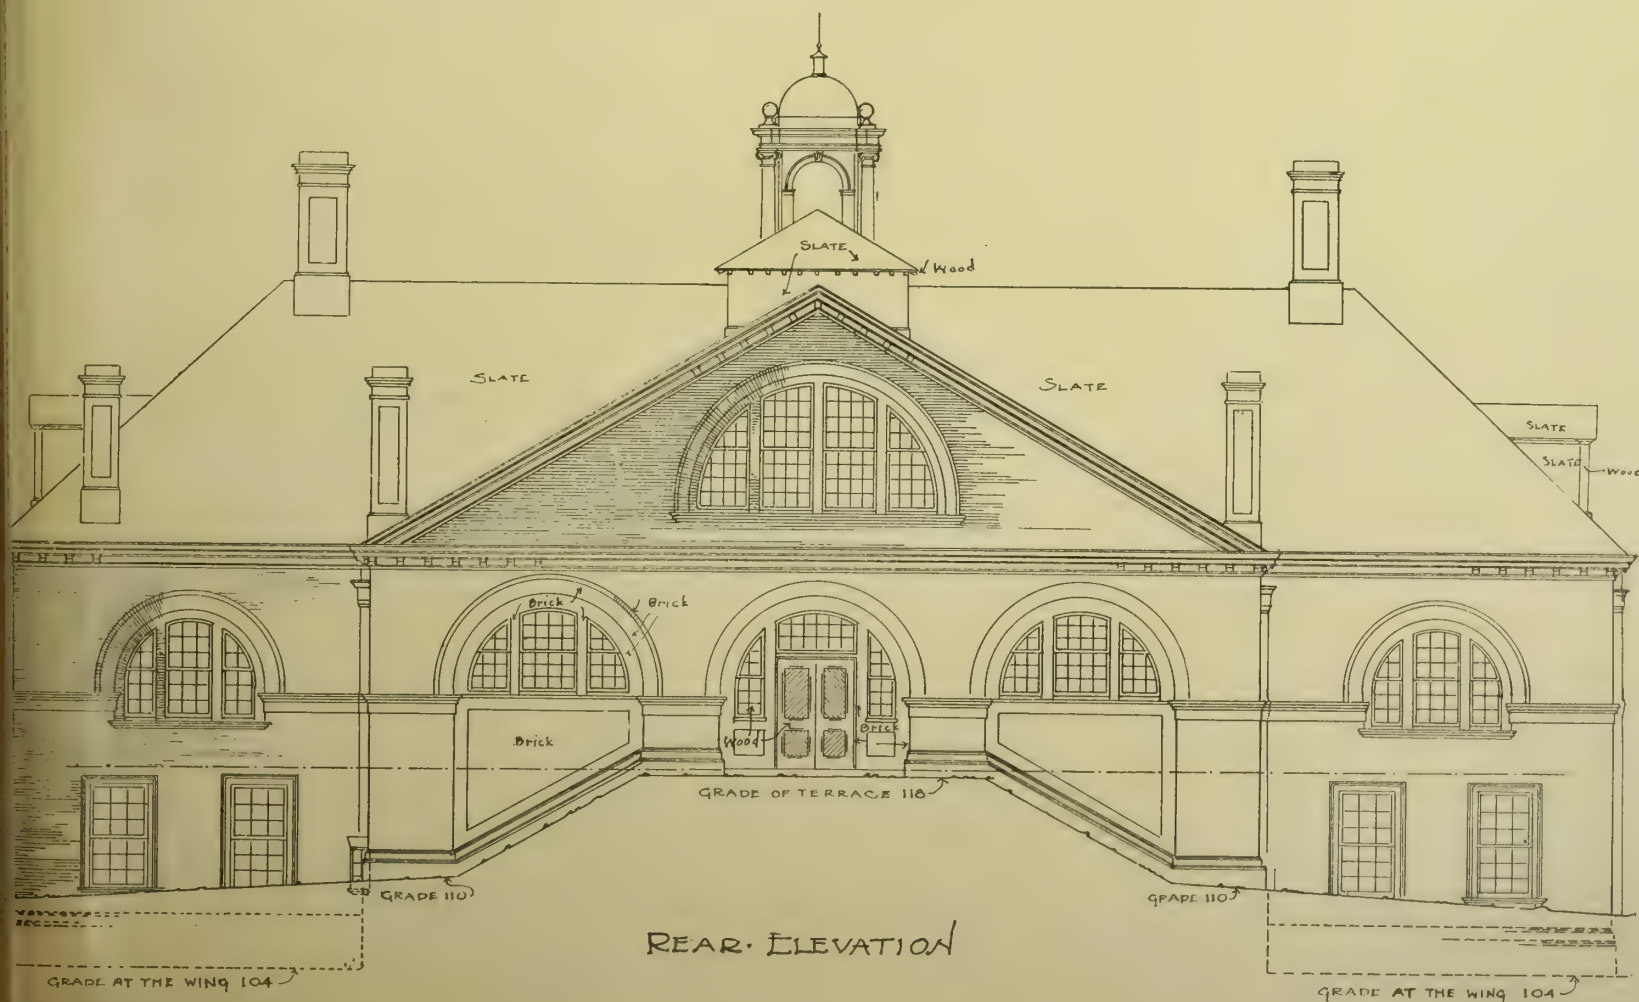 SLATE
Wood
SLATE
SLATE
SLATE
SLATE
Wood
Brick
Brick
Brick
Wood
Brick
GRADE OF TERRACE 118
GRADE 110
GRADE 110
REAR. ELEVATION
GRADE AT THE WING 104
GRADE AT THE WING 104